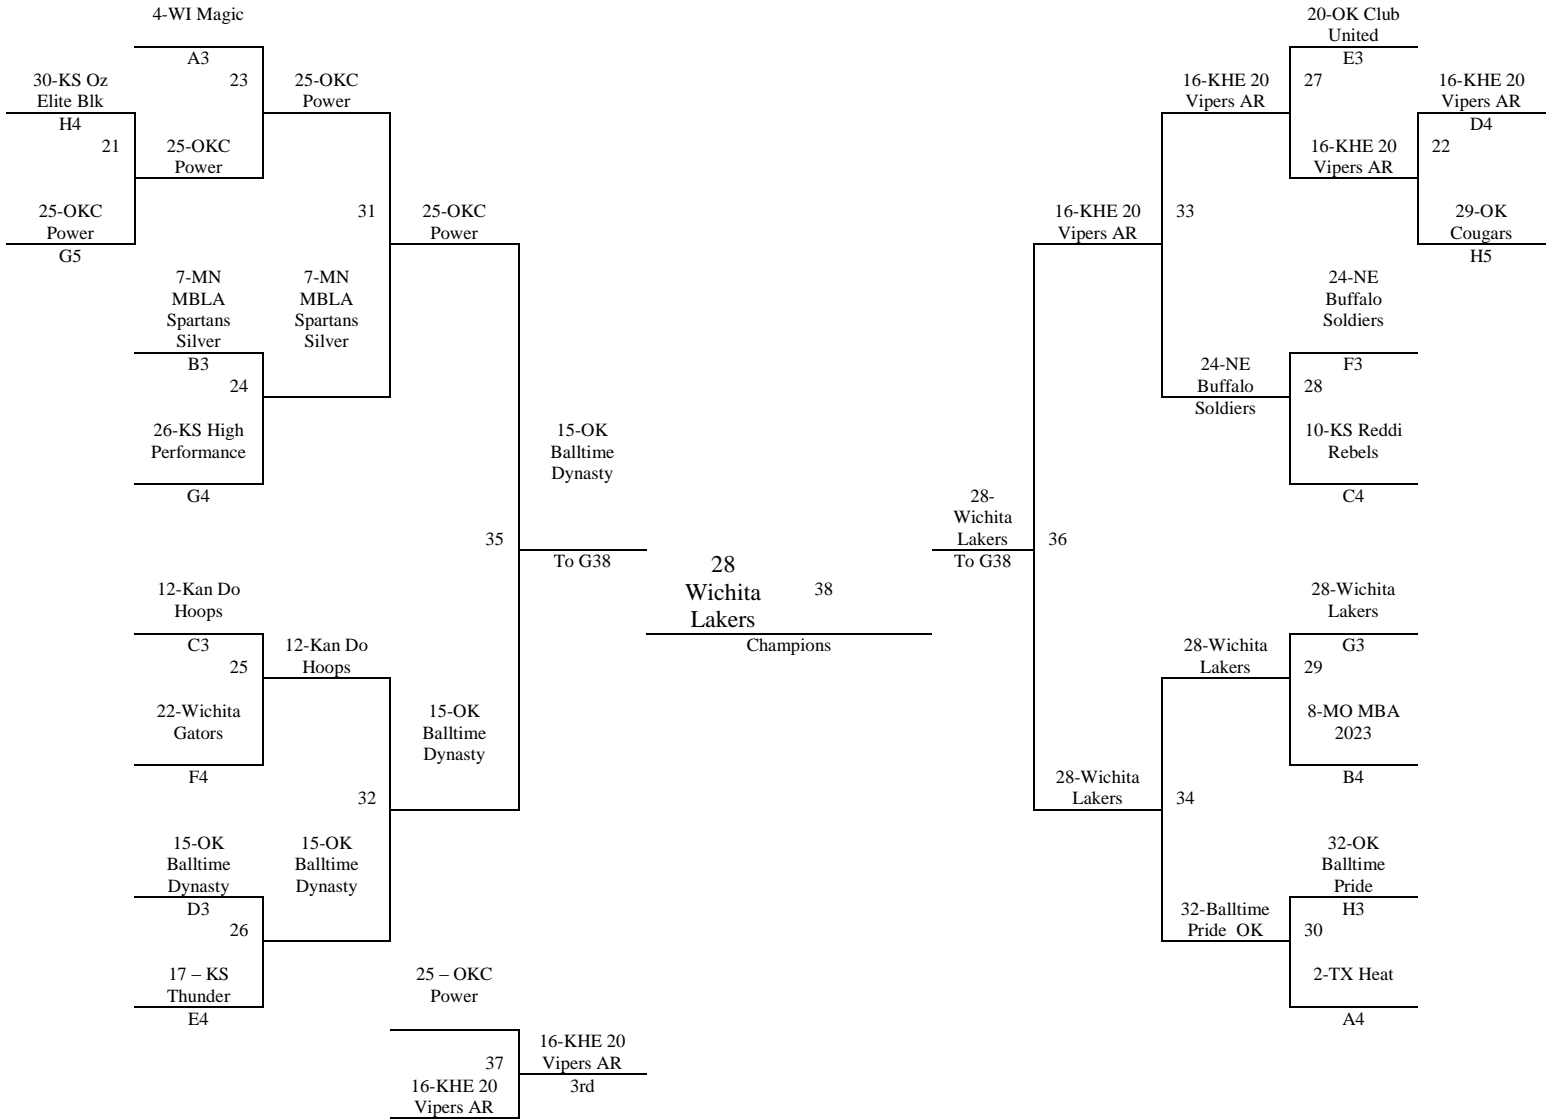 4-WI Magic
A3
23
30-KS Oz
Elite Blk
H4
21
25-OKC
Power
25-OKC
Power
G5
25-OKC
Power
31
25-OKC
Power
7-MN
MBLA
Spartans
Silver
B3
24
7-MN
MBLA
Spartans
Silver
26-KS High
Performance
G4
15-OK
Balltime
Dynasty
35
To G38
12-Kan Do
Hoops
C3
25
12-Kan Do
Hoops
22-Wichita
Gators
F4
15-OK
Balltime
Dynasty
32
15-OK
Balltime
Dynasty
D3
26
15-OK
Balltime
Dynasty
17 – KS
Thunder
E4
25 – OKC
Power
37
16-KHE 20
Vipers AR
16-KHE 20
Vipers AR
3rd
28
Wichita
Lakers
38
Champions
20-OK Club
United
E3
27
16-KHE 20
Vipers AR
16-KHE 20
Vipers AR
D4
22
16-KHE 20
Vipers AR
29-OK
Cougars
H5
16-KHE 20
Vipers AR
33
24-NE
Buffalo
Soldiers
F3
28
24-NE
Buffalo
Soldiers
10-KS Reddi
Rebels
C4
28-
Wichita
Lakers
To G38
36
28-Wichita
Lakers
G3
29
28-Wichita
Lakers
8-MO MBA
2023
B4
28-Wichita
Lakers
34
32-OK
Balltime
Pride
H3
30
32-Balltime
Pride  OK
2-TX Heat
A4